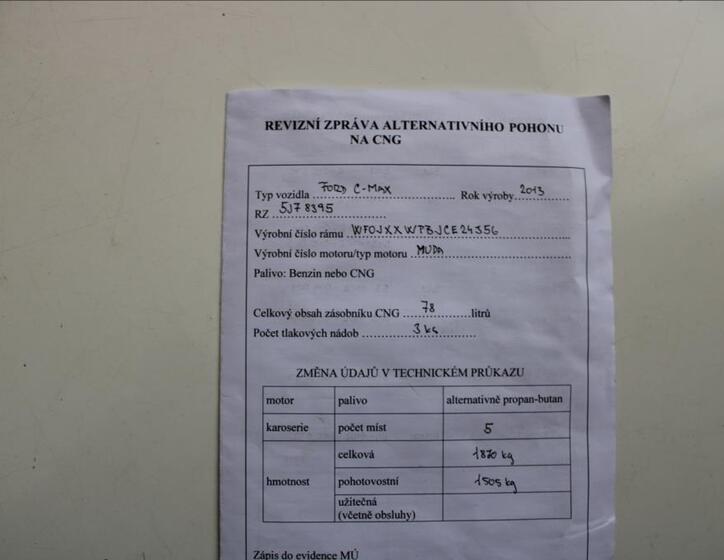 REVIZNÍ ZPRÁVA ALTERNATIVNÍHO POHONU
NA CNG
Typ vozidla FORD C-MAX Rok výroby 2013
RZ 5J7 8395
Výrobní číslo rámu WF0JXXWPBJCE24356
Výrobní číslo motoru/typ motoru MUDA
Palivo: Benzin nebo CNG
Celkový obsah zásobníku CNG 78 litrů
Počet tlakových nádob 3 ks
ZMĚNA ÚDAJŮ V TECHNICKÉM PRŮKAZU
motor palivo alternativně propan-butan
karoserie počet míst 5
celková 1870 kg
hmotnost pohotovostní 1505 kg
užitečná
(včetně obsluhy)
Zápis do evidence MÚ